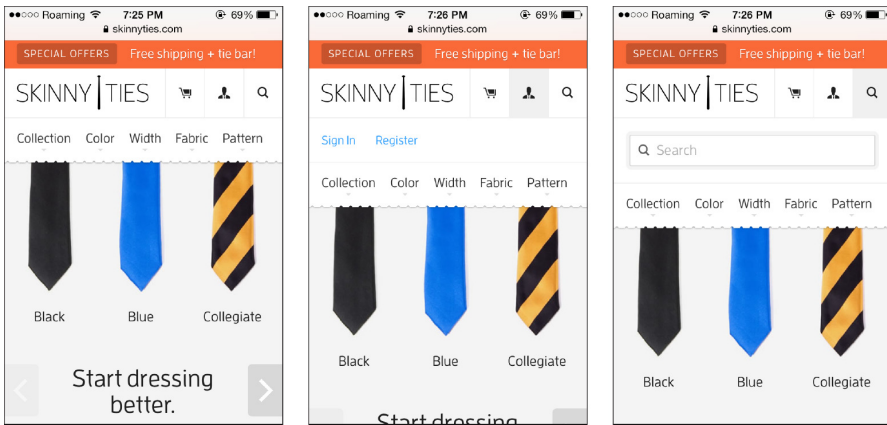 ●●○○○ Roaming 7:25 PM 69%
skinnyties.com
SPECIAL OFFERS Free shipping + tie bar!
SKINNY TIES
Collection Color Width Fabric Pattern
Black Blue Collegiate
Start dressing
better.
●●○○○ Roaming 7:26 PM 69%
skinnyties.com
SPECIAL OFFERS Free shipping + tie bar!
SKINNY TIES
Sign In Register
Collection Color Width Fabric Pattern
Black Blue Collegiate
Start dressing
●●○○○ Roaming 7:26 PM 69%
skinnyties.com
SPECIAL OFFERS Free shipping + tie bar!
SKINNY TIES
Search
Collection Color Width Fabric Pattern
Black Blue Collegiate